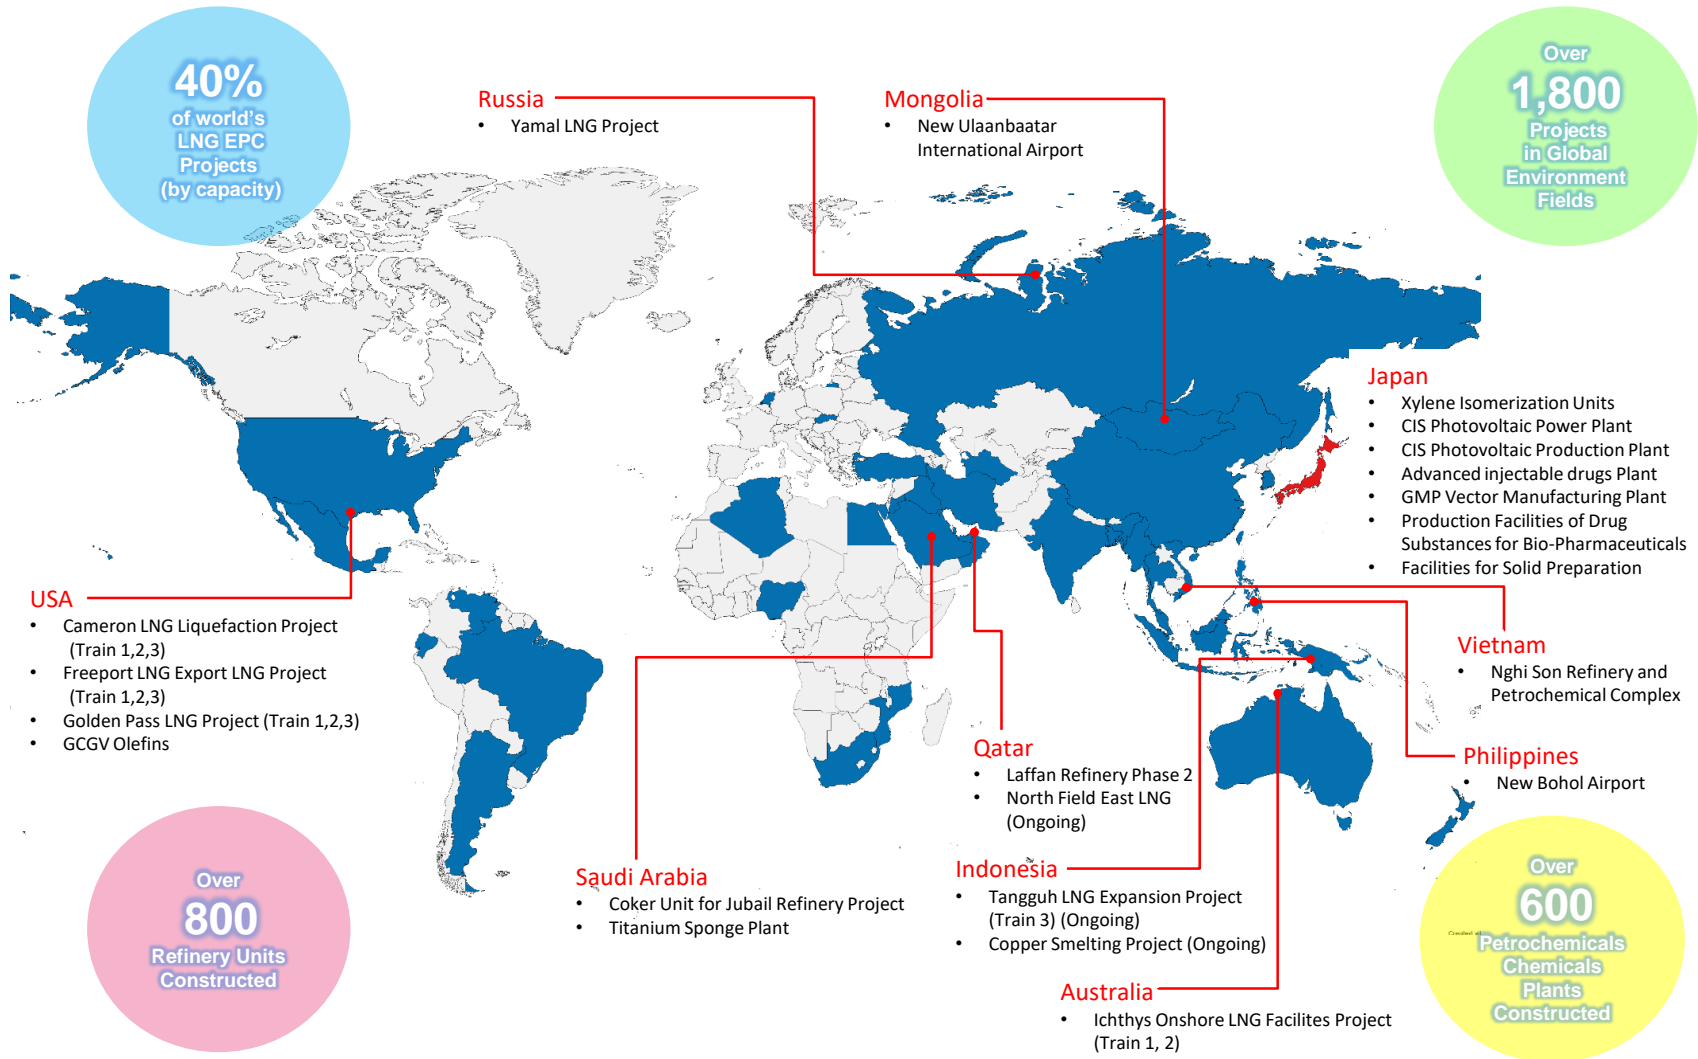 40%
of world's
LNG EPC
Projects
(by capacity)
Over
1,800
Projects
in Global
Environment
Fields
Russia
• Yamal LNG Project
Mongolia
• New Ulaanbaatar
International Airport
Japan
• Xylene Isomerization Units
• CIS Photovoltaic Power Plant
• CIS Photovoltaic Production Plant
• Advanced injectable drugs Plant
• GMP Vector Manufacturing Plant
• Production Facilities of Drug
Substances for Bio-Pharmaceuticals
• Facilities for Solid Preparation
USA
• Cameron LNG Liquefaction Project
(Train 1,2,3)
• Freeport LNG Export LNG Project
(Train 1,2,3)
• Golden Pass LNG Project (Train 1,2,3)
• GCGV Olefins
Vietnam
• Nghi Son Refinery and
Petrochemical Complex
Qatar
• Laffan Refinery Phase 2
• North Field East LNG
(Ongoing)
Philippines
• New Bohol Airport
Saudi Arabia
• Coker Unit for Jubail Refinery Project
• Titanium Sponge Plant
Indonesia
• Tangguh LNG Expansion Project
(Train 3) (Ongoing)
• Copper Smelting Project (Ongoing)
Australia
• Ichthys Onshore LNG Facilites Project
(Train 1, 2)
Over
800
Refinery Units
Constructed
Over
600
Petrochemicals
Chemicals
Plants
Constructed